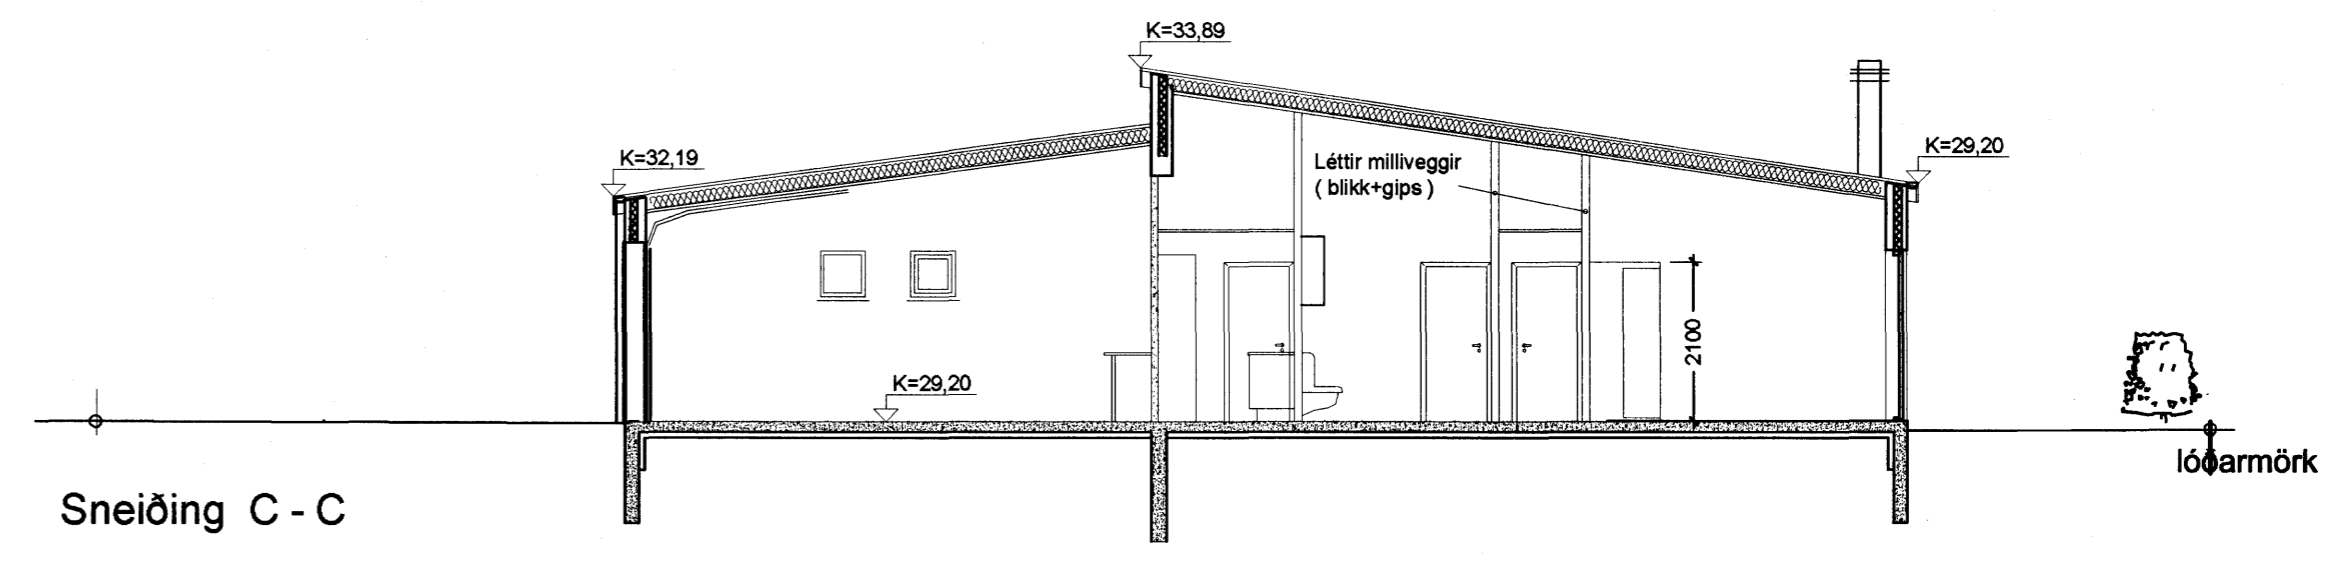 K=33,89
K=32,19
K=29,20
Léttir milliveggir
( blikk+gips )
2100
K=29,20
lóðarmörk
Sneiðing C - C